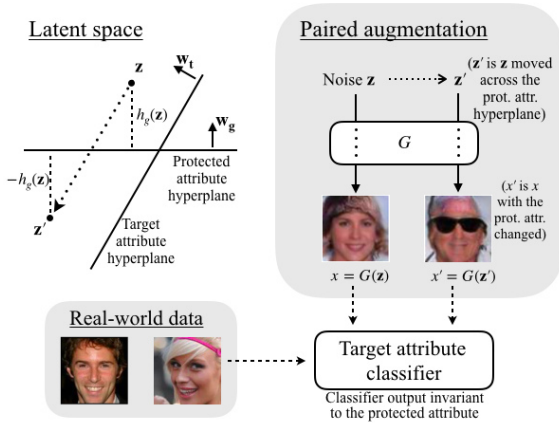 Latent space
z
w_t
h_g(z)
w_g
Protected
attribute
hyperplane
−h_g(z)
z′
Target
attribute
hyperplane
Paired augmentation
Noise z
z′
(z′ is z moved
across the
prot. attr.
hyperplane)
G
(x′ is x
with the
prot. attr.
changed)
x = G(z)
x′ = G(z′)
Real-world data
Target attribute
classifier
Classifier output invariant
to the protected attribute